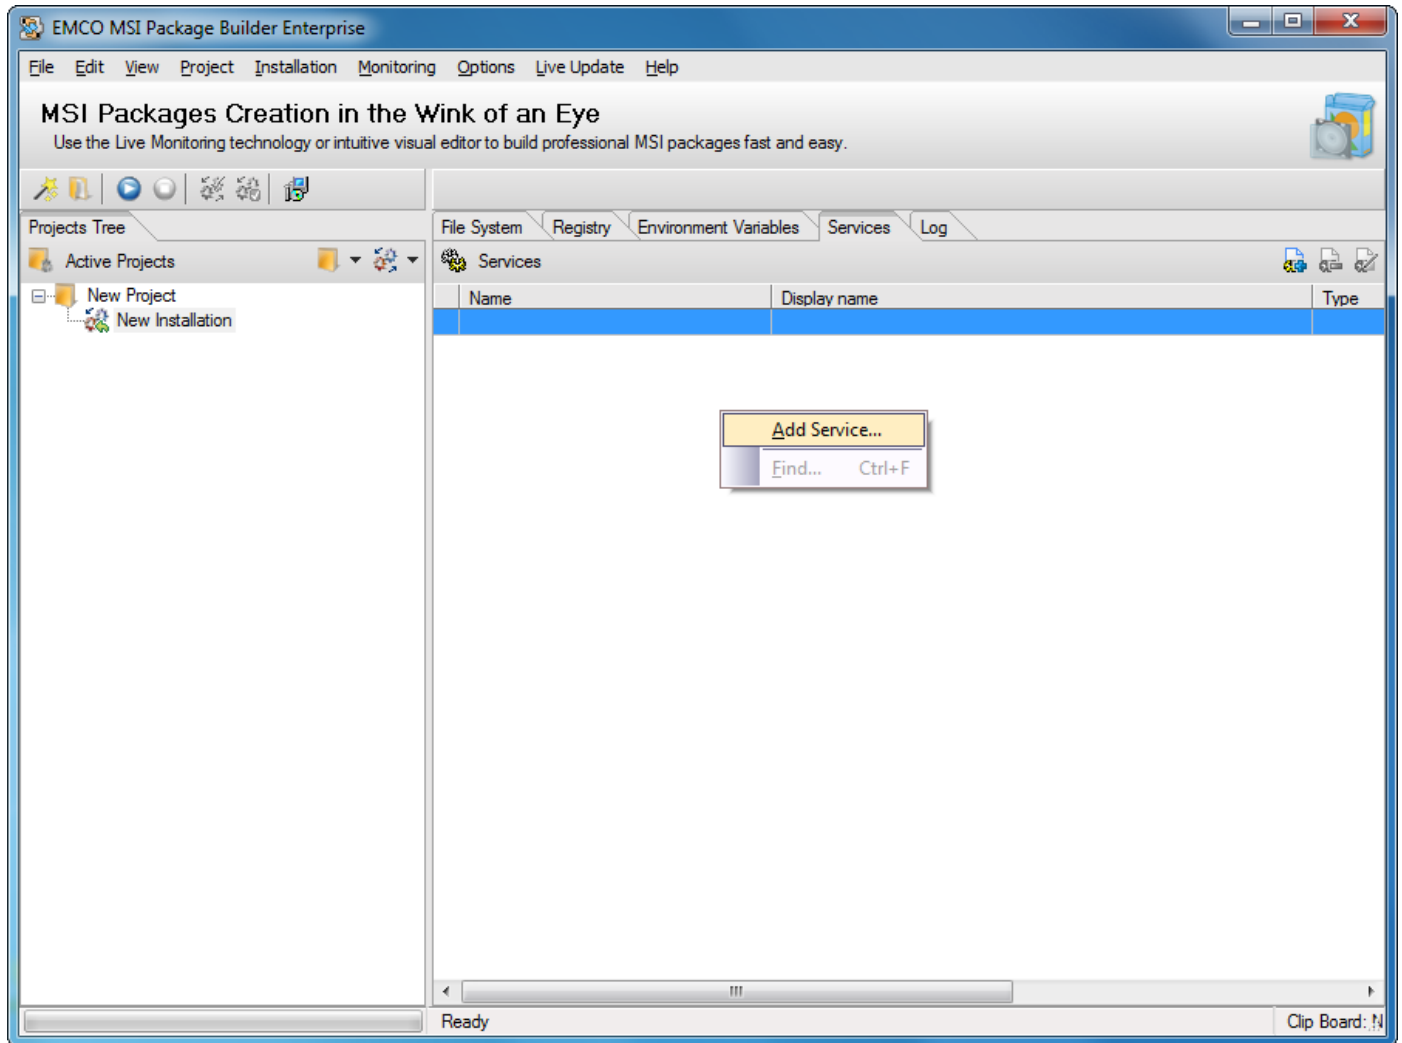 EMCO MSI Package Builder Enterprise
File Edit View Project Installation Monitoring Options Live Update Help
MSI Packages Creation in the Wink of an Eye
Use the Live Monitoring technology or intuitive visual editor to build professional MSI packages fast and easy.
Projects Tree
File System Registry Environment Variables Services Log
Active Projects
Services
New Project
Name Display name Type
New Installation
Add Service...
Find... Ctrl+F
Ready
Clip Board: N